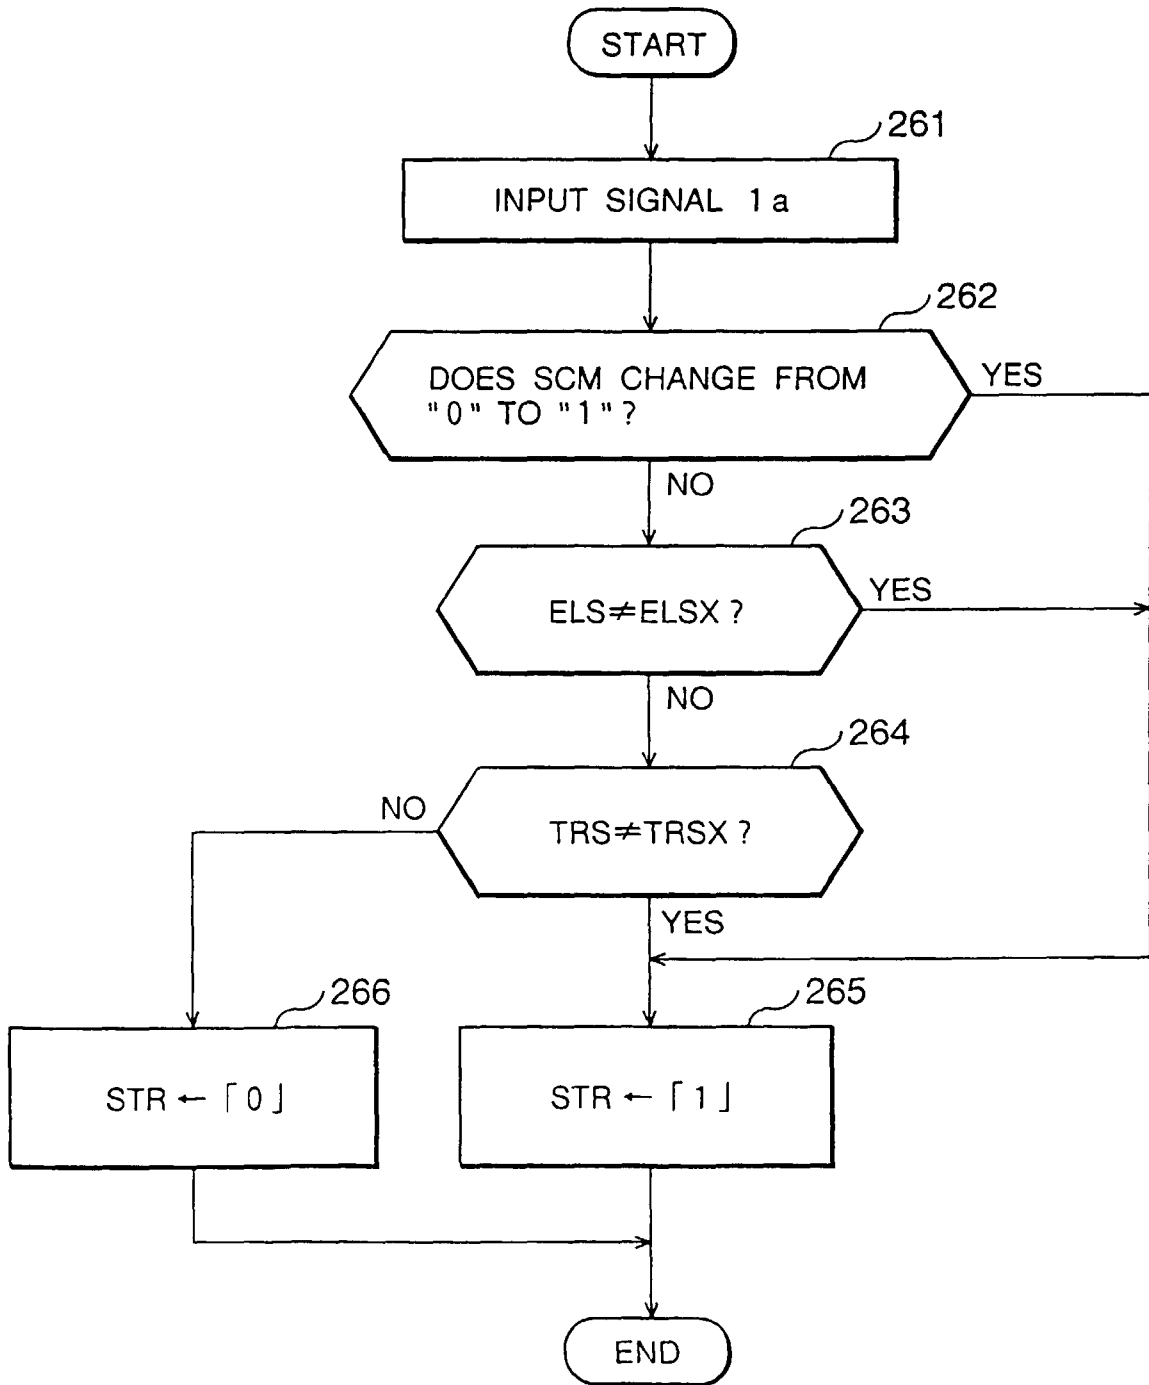 START
261
INPUT SIGNAL 1a
262
DOES SCM CHANGE FROM
"0" TO "1"?
YES
NO
263
ELS≠ELSX?
YES
NO
264
NO
TRS≠TRSX?
YES
266
265
STR←「0」
STR←「1」
END